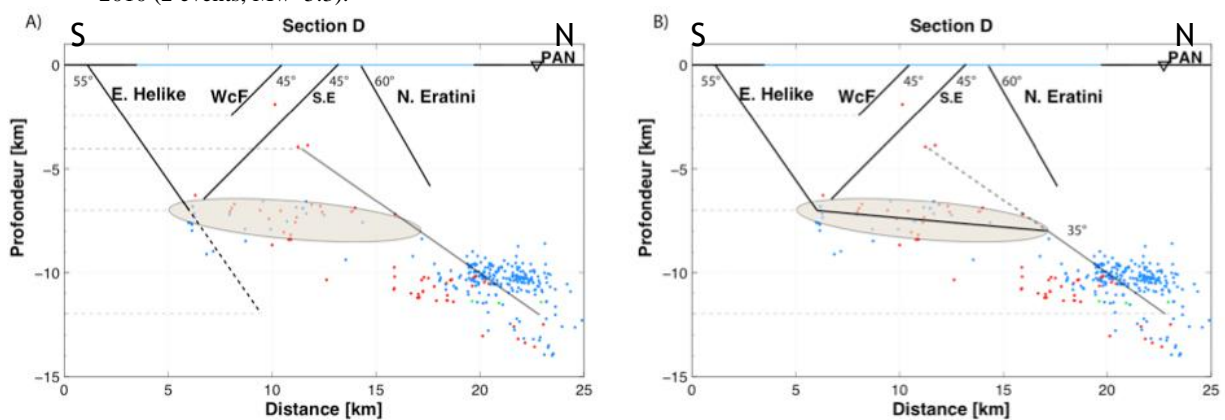 2010 (2 events, Mw~5.3).
A)
Section D
S
N
PAN
0
55°
E. Helike
WcF
45°
45°
S.E
60°
N. Eratini
-5
-10
-15
Profondeur [km]
0
5
10
15
20
25
Distance [km]
B)
Section D
S
N
PAN
0
55°
E. Helike
WcF
45°
45°
S.E
60°
N. Eratini
35°
-5
-10
-15
Profondeur [km]
0
5
10
15
20
25
Distance [km]